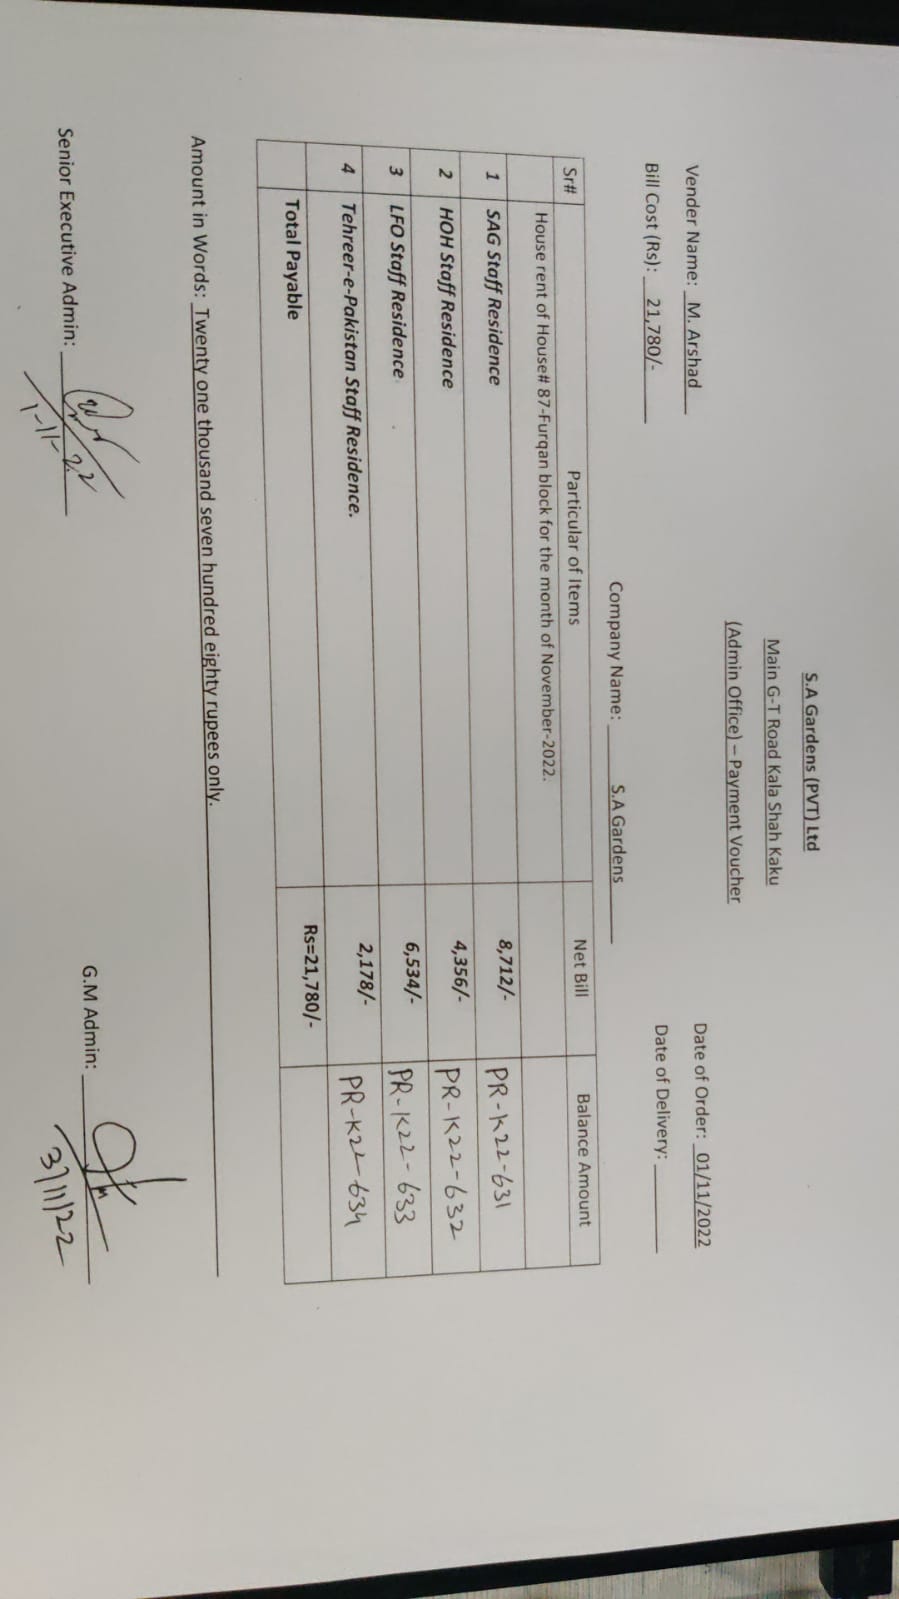 S.A Gardens (PVT) Ltd
Main G-T Road Kala Shah Kaku
(Admin Office) – Payment Voucher
Vender Name: M. Arshad
Date of Order: 01/11/2022
Bill Cost (Rs): 21,780/-
Date of Delivery:
Company Name: S.A Gardens
Sr# Particular of Items Net Bill Balance Amount
House rent of House# 87-Furqan block for the month of November-2022.
1 SAG Staff Residence 8,712/- PR-K22-631
2 HOH Staff Residence 4,356/- PR-K22-632
3 LFO Staff Residence 6,534/- PR-K22-633
4 Tehreer-e-Pakistan Staff Residence. 2,178/- PR-K22-634
Total Payable Rs=21,780/-
Amount in Words: Twenty one thousand seven hundred eighty rupees only.
Senior Executive Admin:
1-11-22
G.M Admin:
3/11/22